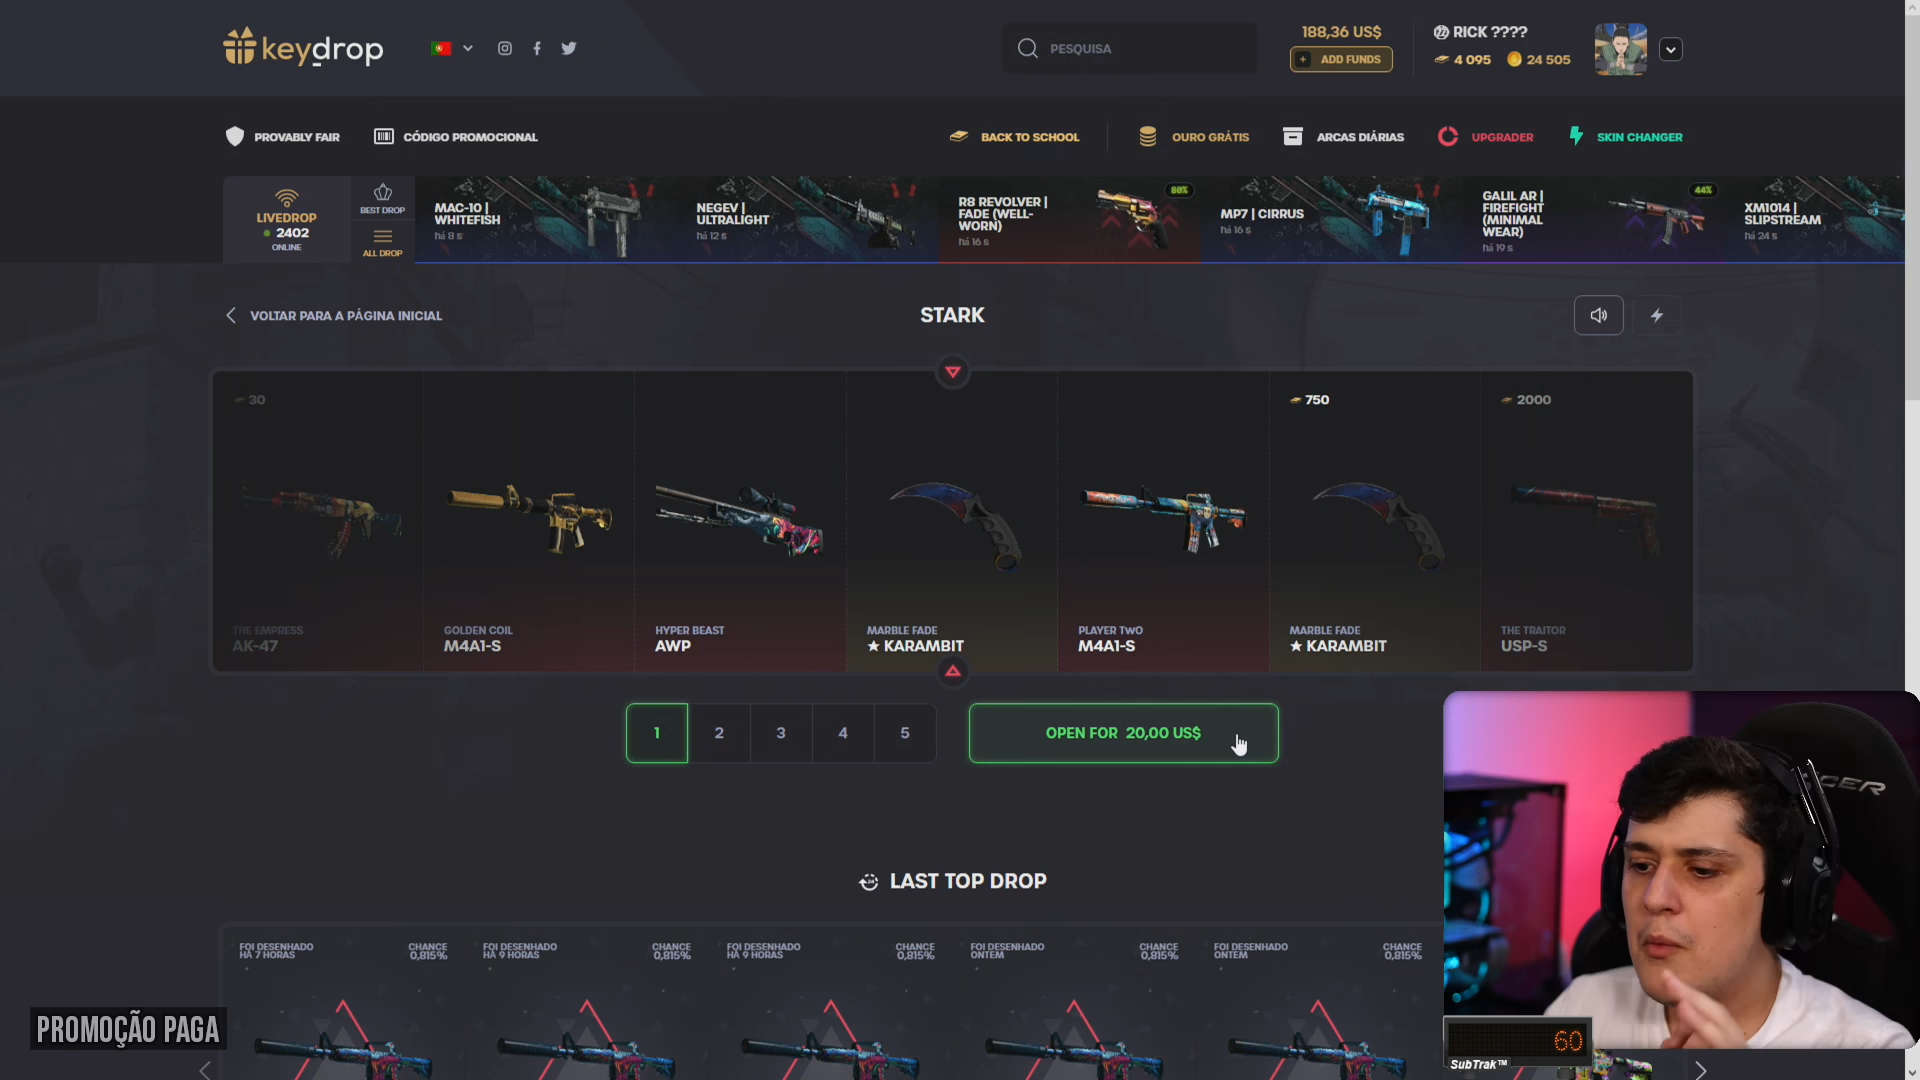 keydrop
PESQUISA
188,36 US$
+ ADD FUNDS
RICK ????
4 095
24 505
PROVABLY FAIR
CÓDIGO PROMOCIONAL
BACK TO SCHOOL
OURO GRÁTIS
ARCAS DIÁRIAS
UPGRADER
SKIN CHANGER
LIVEDROP
2402
ONLINE
BEST DROP
ALL DROP
MAC-10 |
WHITEFISH
há 8 s
NEGEV |
ULTRALIGHT
há 12 s
R8 REVOLVER |
FADE (WELL-
WORN)
há 16 s
80%
MP7 | CIRRUS
há 16 s
GALIL AR |
FIREFIGHT
(MINIMAL
WEAR)
há 19 s
44%
XM1014 |
SLIPSTREAM
há 24 s
VOLTAR PARA A PÁGINA INICIAL
STARK
30
THE EMPRESS
AK-47
GOLDEN COIL
M4A1-S
HYPER BEAST
AWP
MARBLE FADE
★ KARAMBIT
PLAYER TWO
M4A1-S
750
MARBLE FADE
★ KARAMBIT
2000
THE TRAITOR
USP-S
1
2
3
4
5
OPEN FOR 20,00 US$
LAST TOP DROP
FOI DESENHADO
HÁ 7 HORAS
CHANCE
0,815%
FOI DESENHADO
HÁ 9 HORAS
CHANCE
0,815%
FOI DESENHADO
HÁ 9 HORAS
CHANCE
0,815%
FOI DESENHADO
ONTEM
CHANCE
0,815%
FOI DESENHADO
ONTEM
CHANCE
0,815%
PROMOÇÃO PAGA
60
SubTrak™